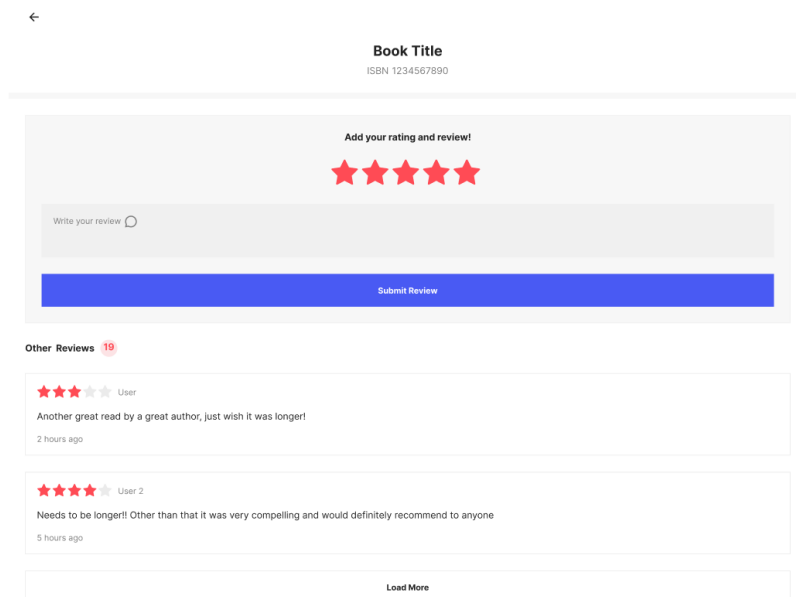 Book Title
ISBN 1234567890
Add your rating and review!
Write your review
Submit Review
Other Reviews 19
User
Another great read by a great author, just wish it was longer!
2 hours ago
User 2
Needs to be longer!! Other than that it was very compelling and would definitely recommend to anyone
5 hours ago
Load More